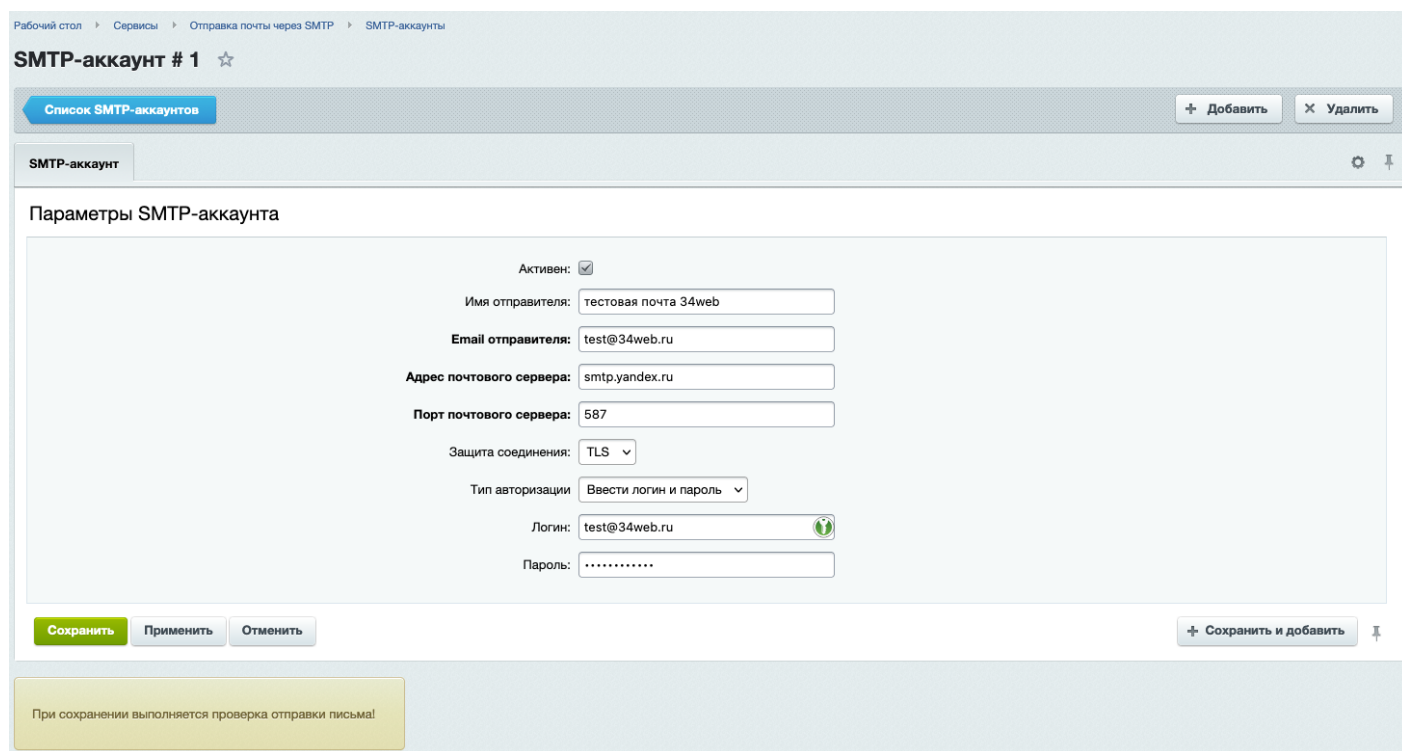 Рабочий стол Сервисы Отправка почты через SMTP SMTP-аккаунты
SMTP-аккаунт # 1
Список SMTP-аккаунтов Добавить Удалить
SMTP-аккаунт
Параметры SMTP-аккаунта
Активен:
Имя отправителя: тестовая почта 34web
Email отправителя: test@34web.ru
Адрес почтового сервера: smtp.yandex.ru
Порт почтового сервера: 587
Защита соединения: TLS
Тип авторизации Ввести логин и пароль
Логин: test@34web.ru
Пароль: ••••••••••••
Сохранить Применить Отменить Сохранить и добавить
При сохранении выполняется проверка отправки письма!